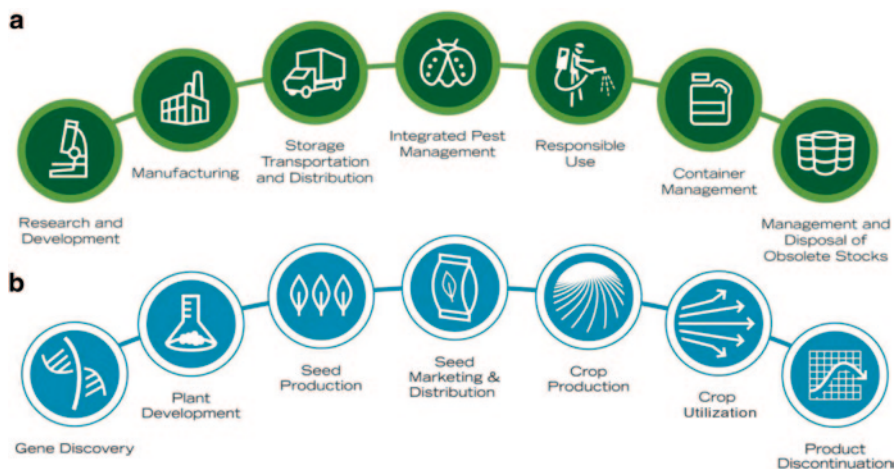 a
Research and
Development
Manufacturing
Storage
Transportation
and Distribution
Integrated Pest
Management
Responsible
Use
Container
Management
Management and
Disposal of
Obsolete Stocks
b
Gene Discovery
Plant
Development
Seed
Production
Seed
Marketing &
Distribution
Crop
Production
Crop
Utilization
Product
Discontinuation